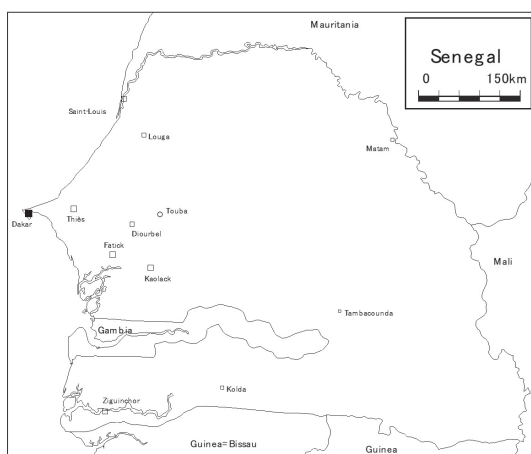 Mauritania
Senegal
0 150km
Saint-Louis
Louga
Matam
Touba
Thiès
Dakar
Diourbel
Fatick
Mali
Kaolack
Tambacounda
Gambia
Kolda
Ziguinchor
Guinea=Bissau
Guinea